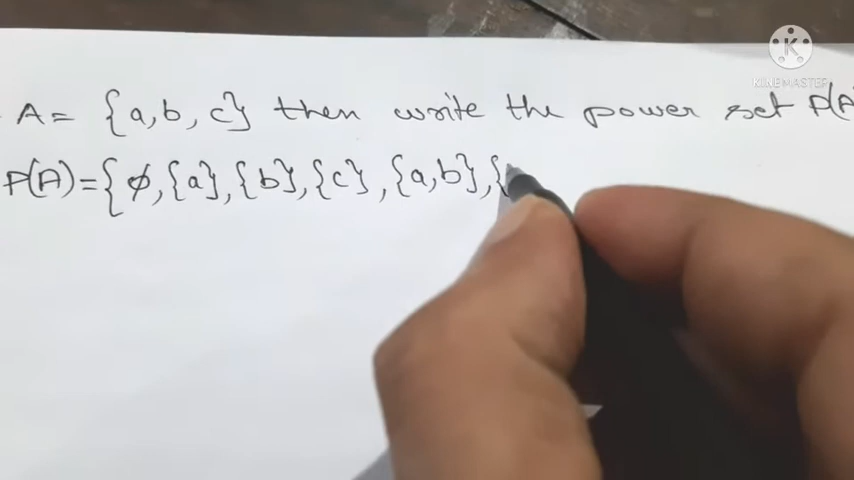 K
KINEMASTER
A = {a, b, c} then write the power set P(A)
P(A) = { ϕ, {a}, {b}, {c}, {a, b}, {